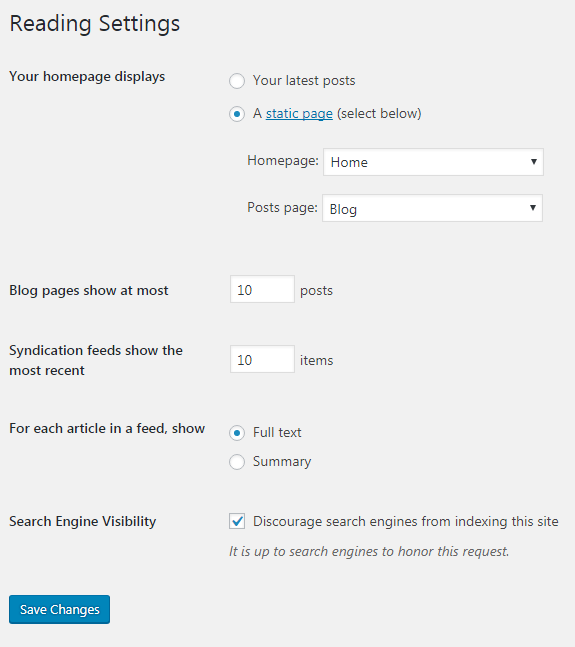 Reading Settings
Your homepage displays
Your latest posts
A static page (select below)
Homepage: Home
Posts page: Blog
Blog pages show at most 10 posts
Syndication feeds show the
most recent
10 items
For each article in a feed, show
Full text
Summary
Search Engine Visibility
Discourage search engines from indexing this site
It is up to search engines to honor this request.
Save Changes